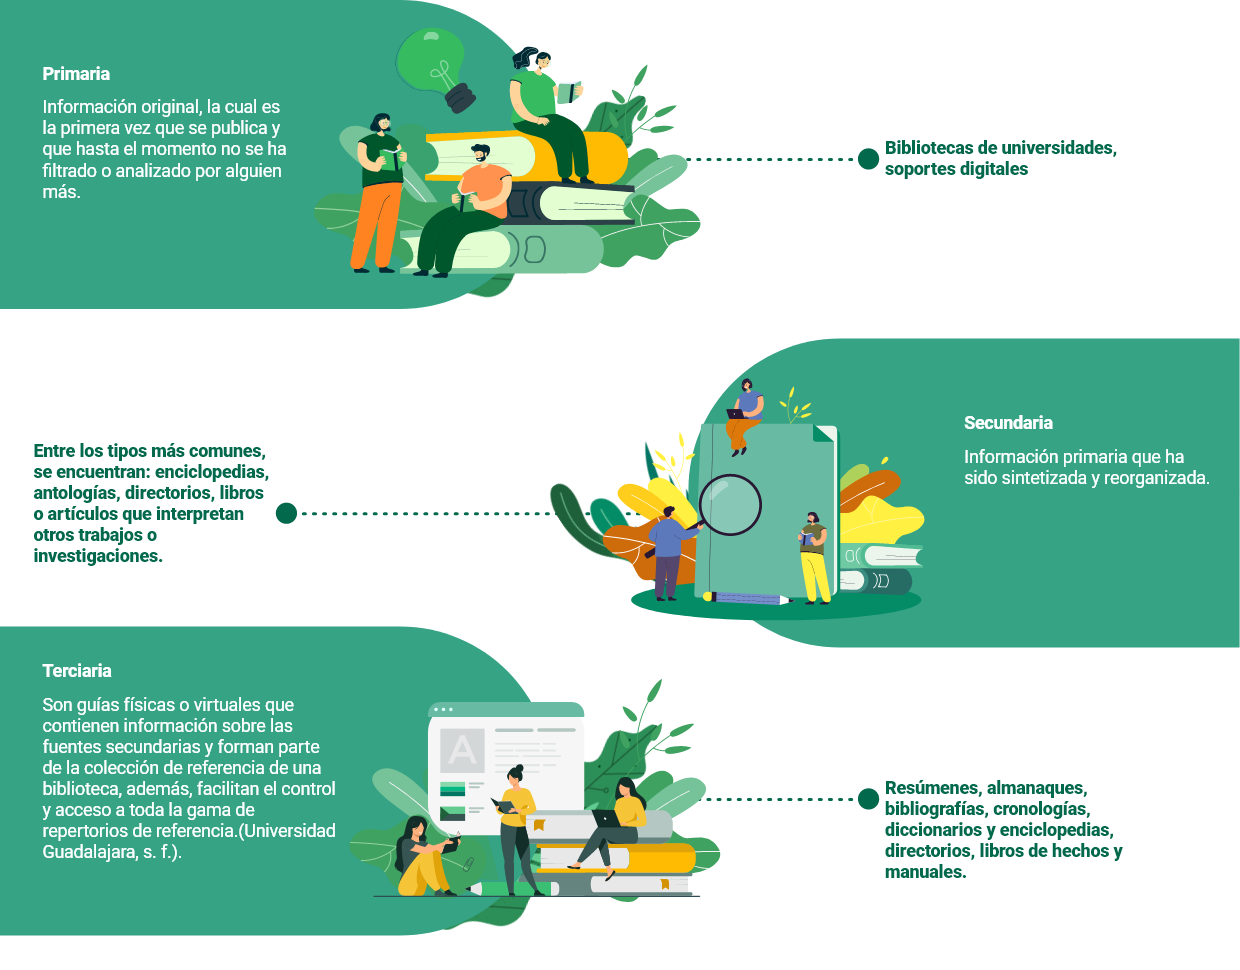 Primaria
Información original, la cual es
la primera vez que se publica y
que hasta el momento no se ha
filtrado o analizado por alguien
más.
Bibliotecas de universidades,
soportes digitales
Entre los tipos más comunes,
se encuentran: enciclopedias,
antologías, directorios, libros
o artículos que interpretan
otros trabajos o
investigaciones.
Secundaria
Información primaria que ha
sido sintetizada y reorganizada.
Terciaria
Son guías físicas o virtuales que
contienen información sobre las
fuentes secundarias y forman parte
de la colección de referencia de una
biblioteca, además, facilitan el control
y acceso a toda la gama de
repertorios de referencia.(Universidad
Guadalajara, s. f.).
A
Resúmenes, almanaques,
bibliografías, cronologías,
diccionarios y enciclopedias,
directorios, libros de hechos y
manuales.